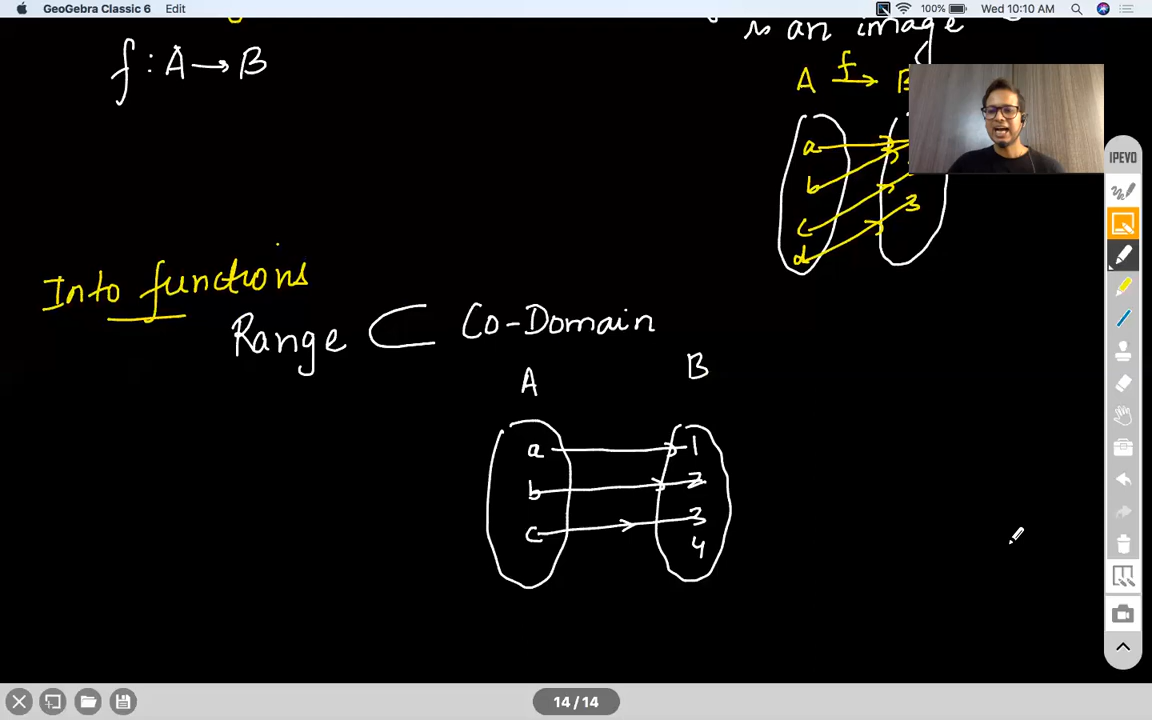 GeoGebra Classic 6 Edit 100% Wed 10:10 AM
is an image
f : A → B
A f→ B
a
b
c
d
3
IPEVO
Into functions
Range ⊂ Co-Domain
A B
a 1
b 2
c 3
4
14 / 14